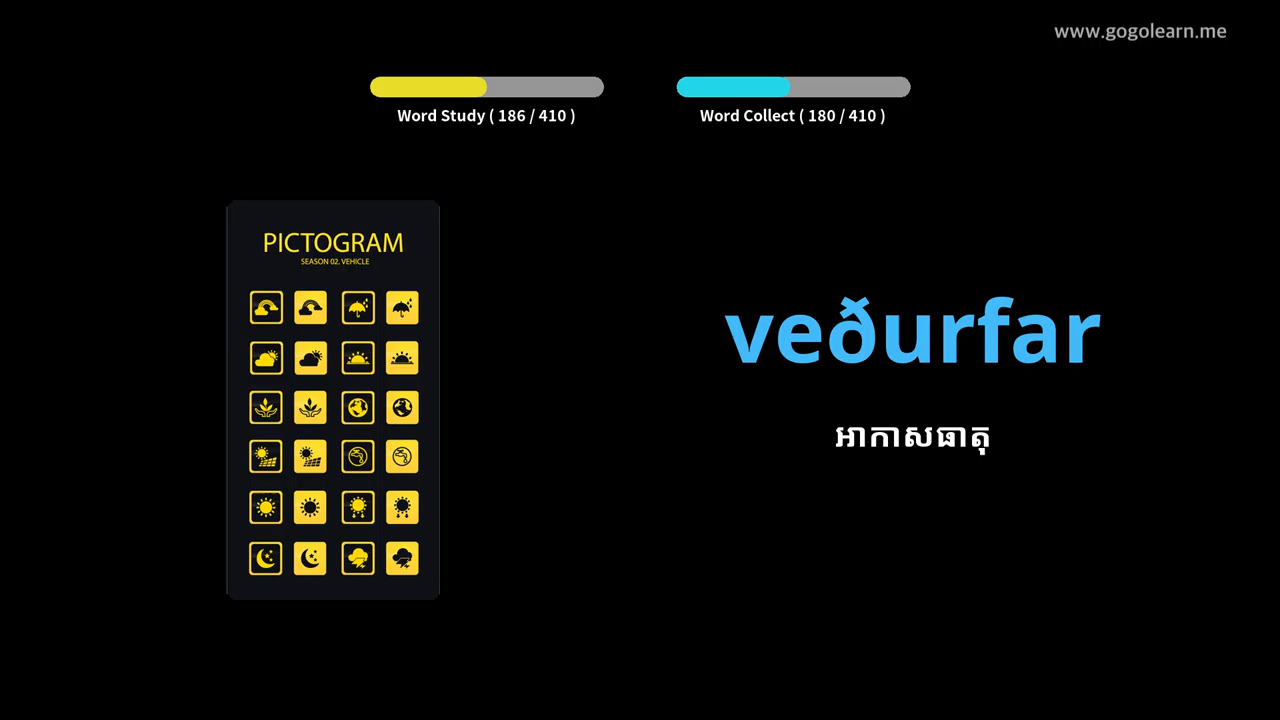 www.gogolearn.me
Word Study ( 186 / 410 )
Word Collect ( 180 / 410 )
PICTOGRAM
SEASON 02. VEHICLE
veðurfar
អាកាសធាតុ